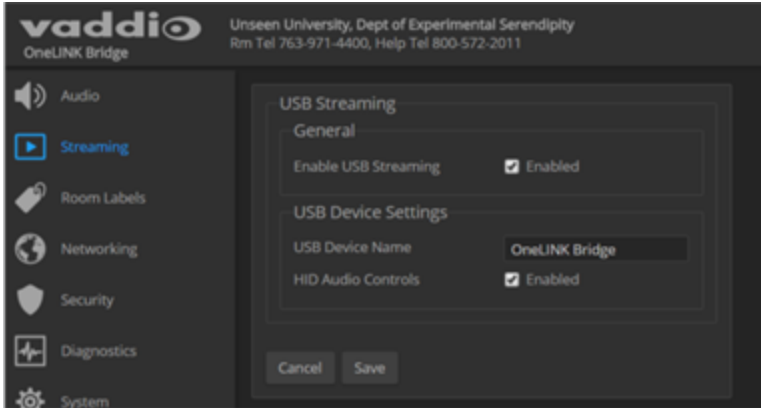 vaddio
OneLINK Bridge
Unseen University, Dept of Experimental Serendipity
Rm Tel 763-971-4400, Help Tel 800-572-2011
Audio
Streaming
Room Labels
Networking
Security
Diagnostics
System
USB Streaming
General
Enable USB Streaming Enabled
USB Device Settings
USB Device Name OneLINK Bridge
HID Audio Controls Enabled
Cancel Save